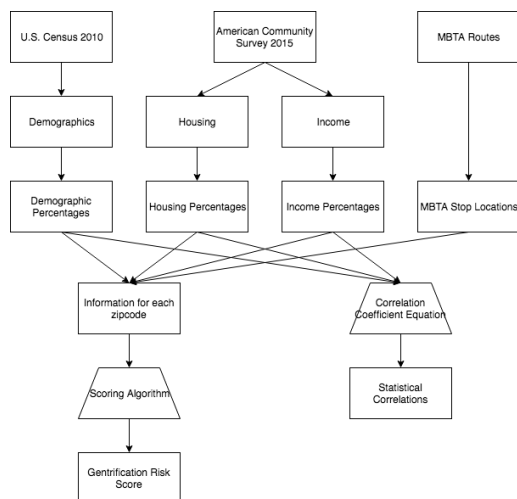 U.S. Census 2010
American Community
Survey 2015
MBTA Routes
Demographics
Housing
Income
Demographic
Percentages
Housing Percentages
Income Percentages
MBTA Stop Locations
Information for each
zipcode
Correlation
Coefficient Equation
Scoring Algorithm
Statistical
Correlations
Gentrification Risk
Score